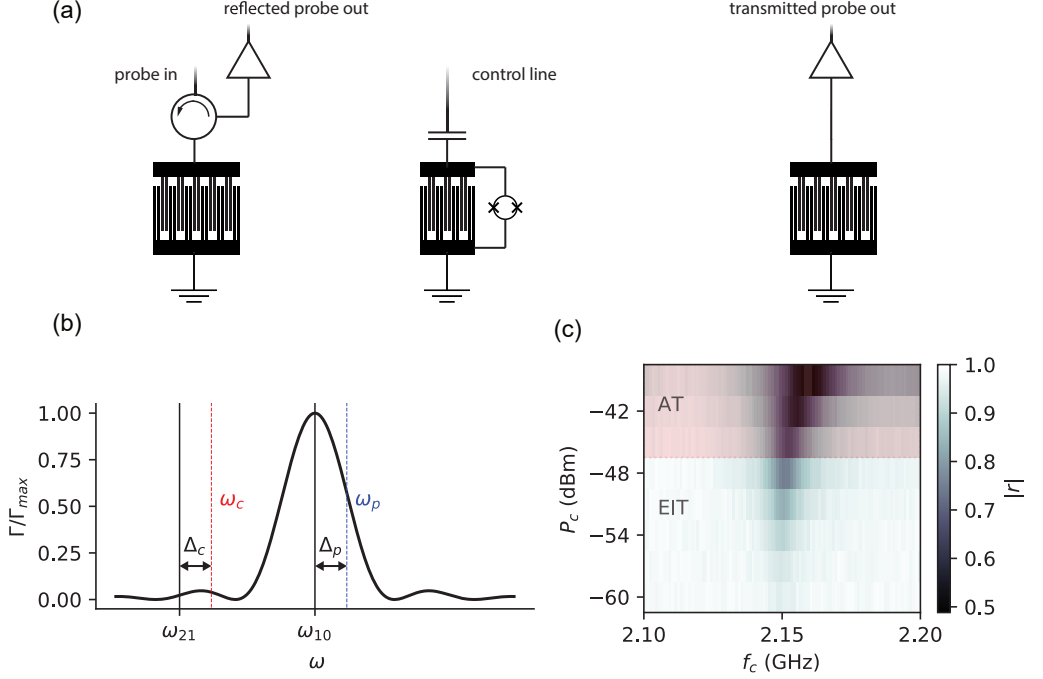 (a)
reflected probe out
transmitted probe out
probe in
control line
(b)
(c)
1.00
0.75
0.50
0.25
0.00
Γ/Γmax
ωc
ωp
Δc
Δp
ω21
ω10
ω
AT
EIT
−42
−48
−54
−60
Pc (dBm)
2.10
2.15
2.20
fc (GHz)
1.0
0.9
0.8
0.7
0.6
0.5
|r|